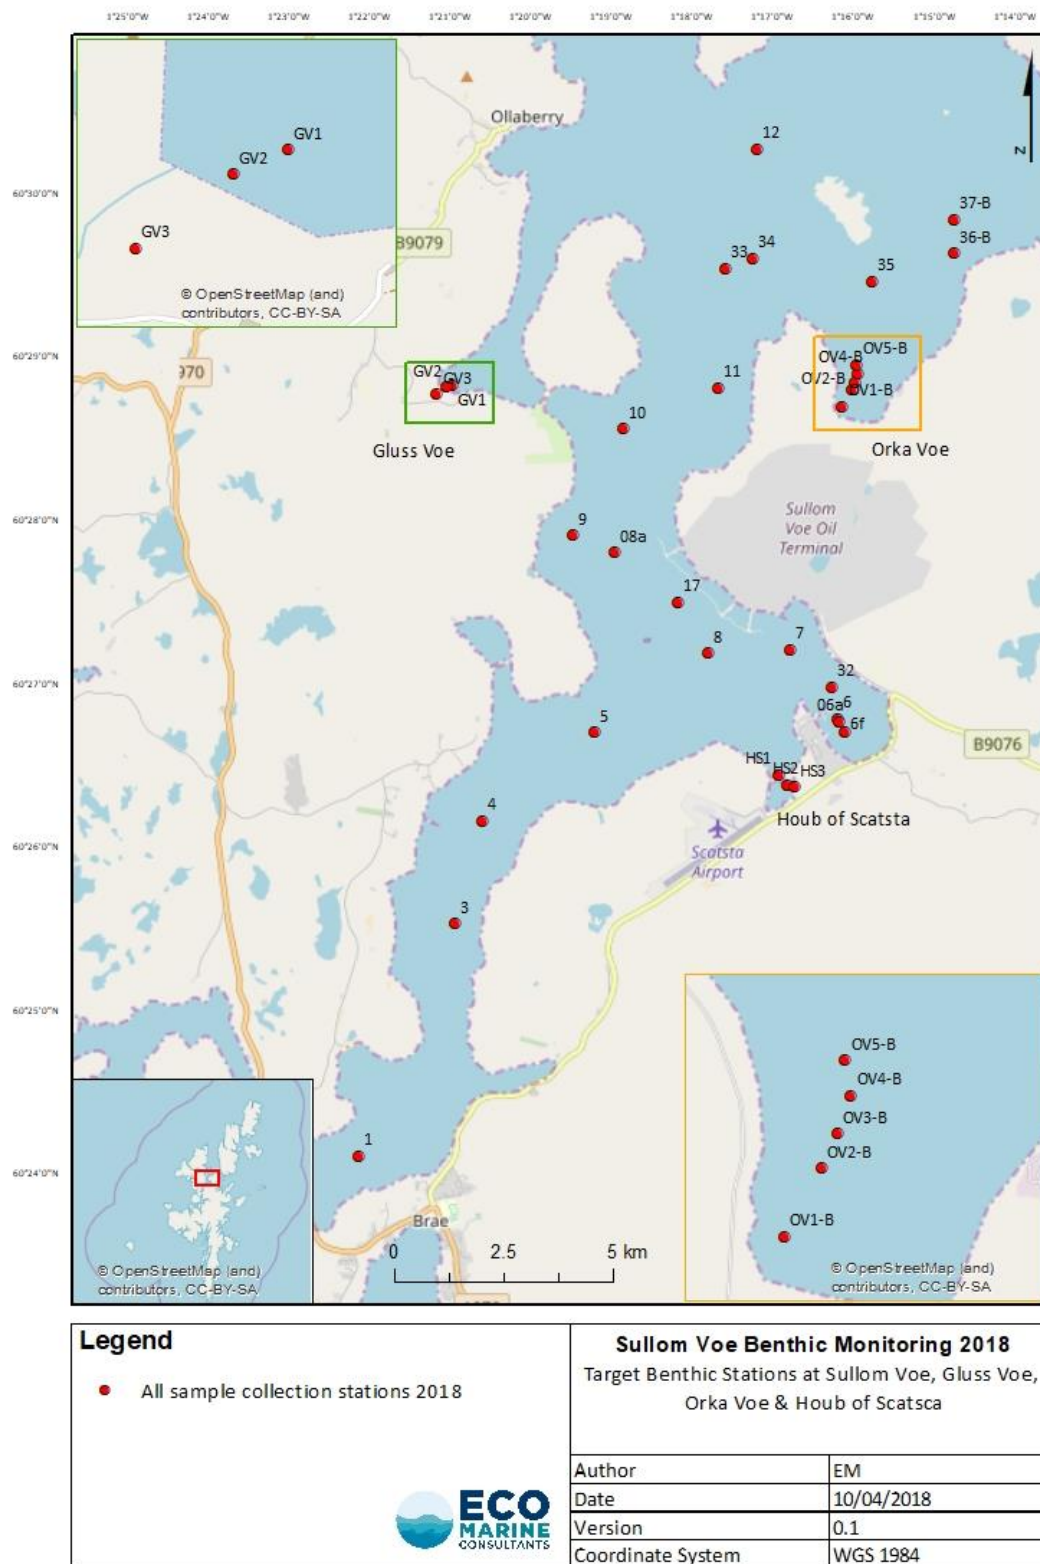 1°25'0"W 1°24'0"W 1°23'0"W 1°22'0"W 1°21'0"W 1°20'0"W 1°19'0"W 1°18'0"W 1°17'0"W 1°16'0"W 1°15'0"W 1°14'0"W
GV1
GV2
GV3
© OpenStreetMap (and)
contributors, CC-BY-SA
Ollaberry
12
N
60°30'0"N
37-B
B9079
36-B
33
34
35
60°29'0"N
970
GV2
GV3
GV1
Gluss Voe
11
OV5-B
OV4-B
OV2-B
OV1-B
Orka Voe
10
60°28'0"N
9
08a
Sullom
Voe Oil
Terminal
17
8
7
60°27'0"N
32
06a
6
6f
5
B9076
HS1
HS2
HS3
4
Houb of Scatsta
60°26'0"N
Scatsta
Airport
3
60°25'0"N
OV5-B
OV4-B
OV3-B
OV2-B
OV1-B
© OpenStreetMap (and)
contributors, CC-BY-SA
1
60°24'0"N
Brae
0 2.5 5 km
© OpenStreetMap (and)
contributors, CC-BY-SA
Legend
All sample collection stations 2018
ECO
MARINE
CONSULTANTS
Sullom Voe Benthic Monitoring 2018
Target Benthic Stations at Sullom Voe, Gluss Voe,
Orka Voe & Houb of Scatsca
Author EM
Date 10/04/2018
Version 0.1
Coordinate System WGS 1984